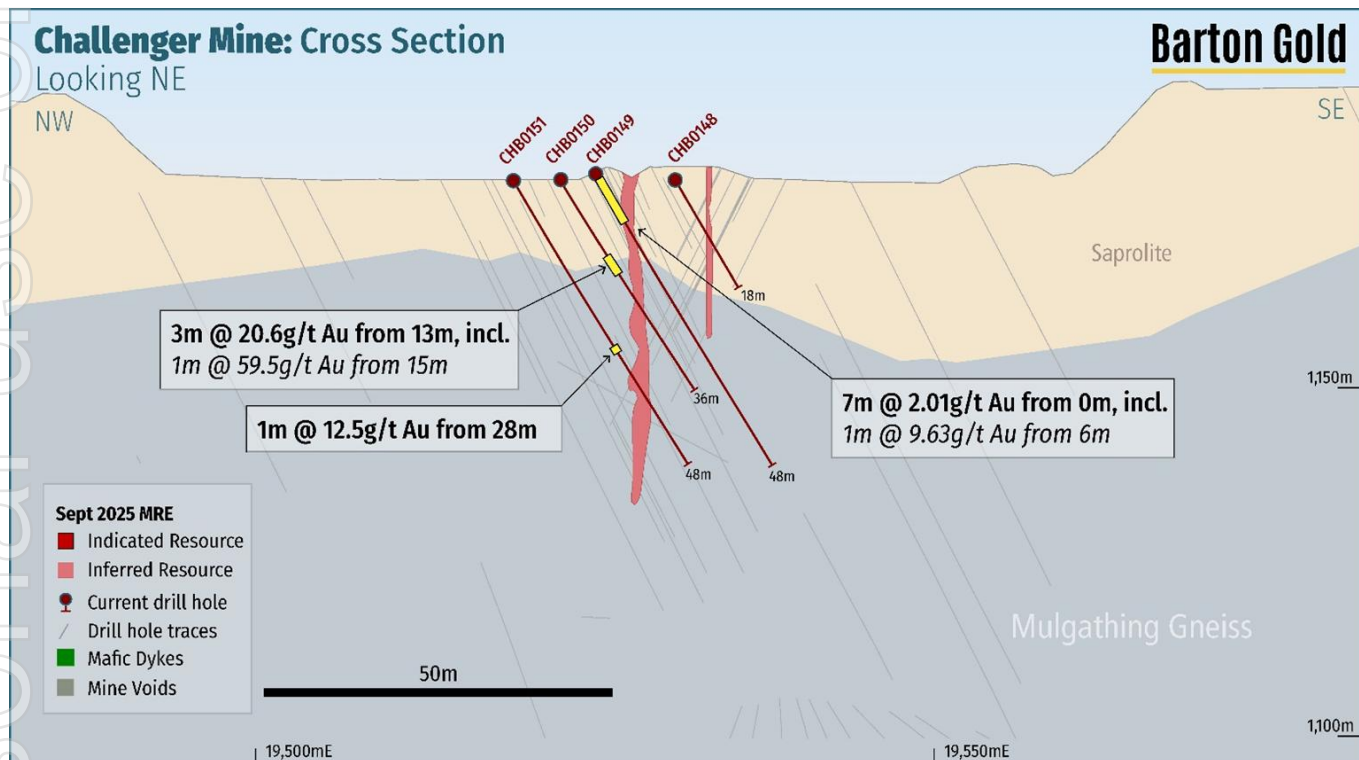 Challenger Mine: Cross Section
Looking NE
Barton Gold
NW
SE
CHB0151
CHB0150
CHB0149
CHB0148
Saprolite
18m
3m @ 20.6g/t Au from 13m, incl.
1m @ 59.5g/t Au from 15m
1,150m
36m
7m @ 2.01g/t Au from 0m, incl.
1m @ 9.63g/t Au from 6m
1m @ 12.5g/t Au from 28m
48m
48m
Sept 2025 MRE
Indicated Resource
Inferred Resource
Current drill hole
Drill hole traces
Mafic Dykes
Mine Voids
Mulgathing Gneiss
50m
1,100m
19,500mE
19,550mE